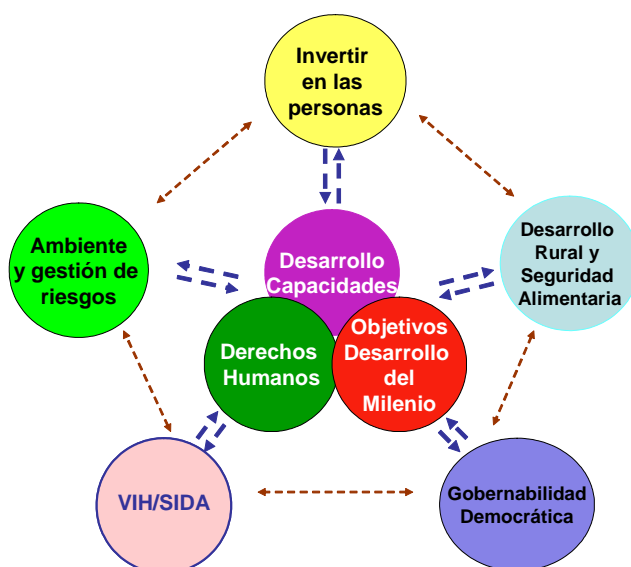 Invertir
en las
personas
Ambiente
y gestión de
riesgos
Desarrollo
Rural y
Seguridad
Alimentaria
Desarrollo
Capacidades
Derechos
Humanos
Objetivos
Desarrollo
del
Milenio
VIH/SIDA
Gobernabilidad
Democrática